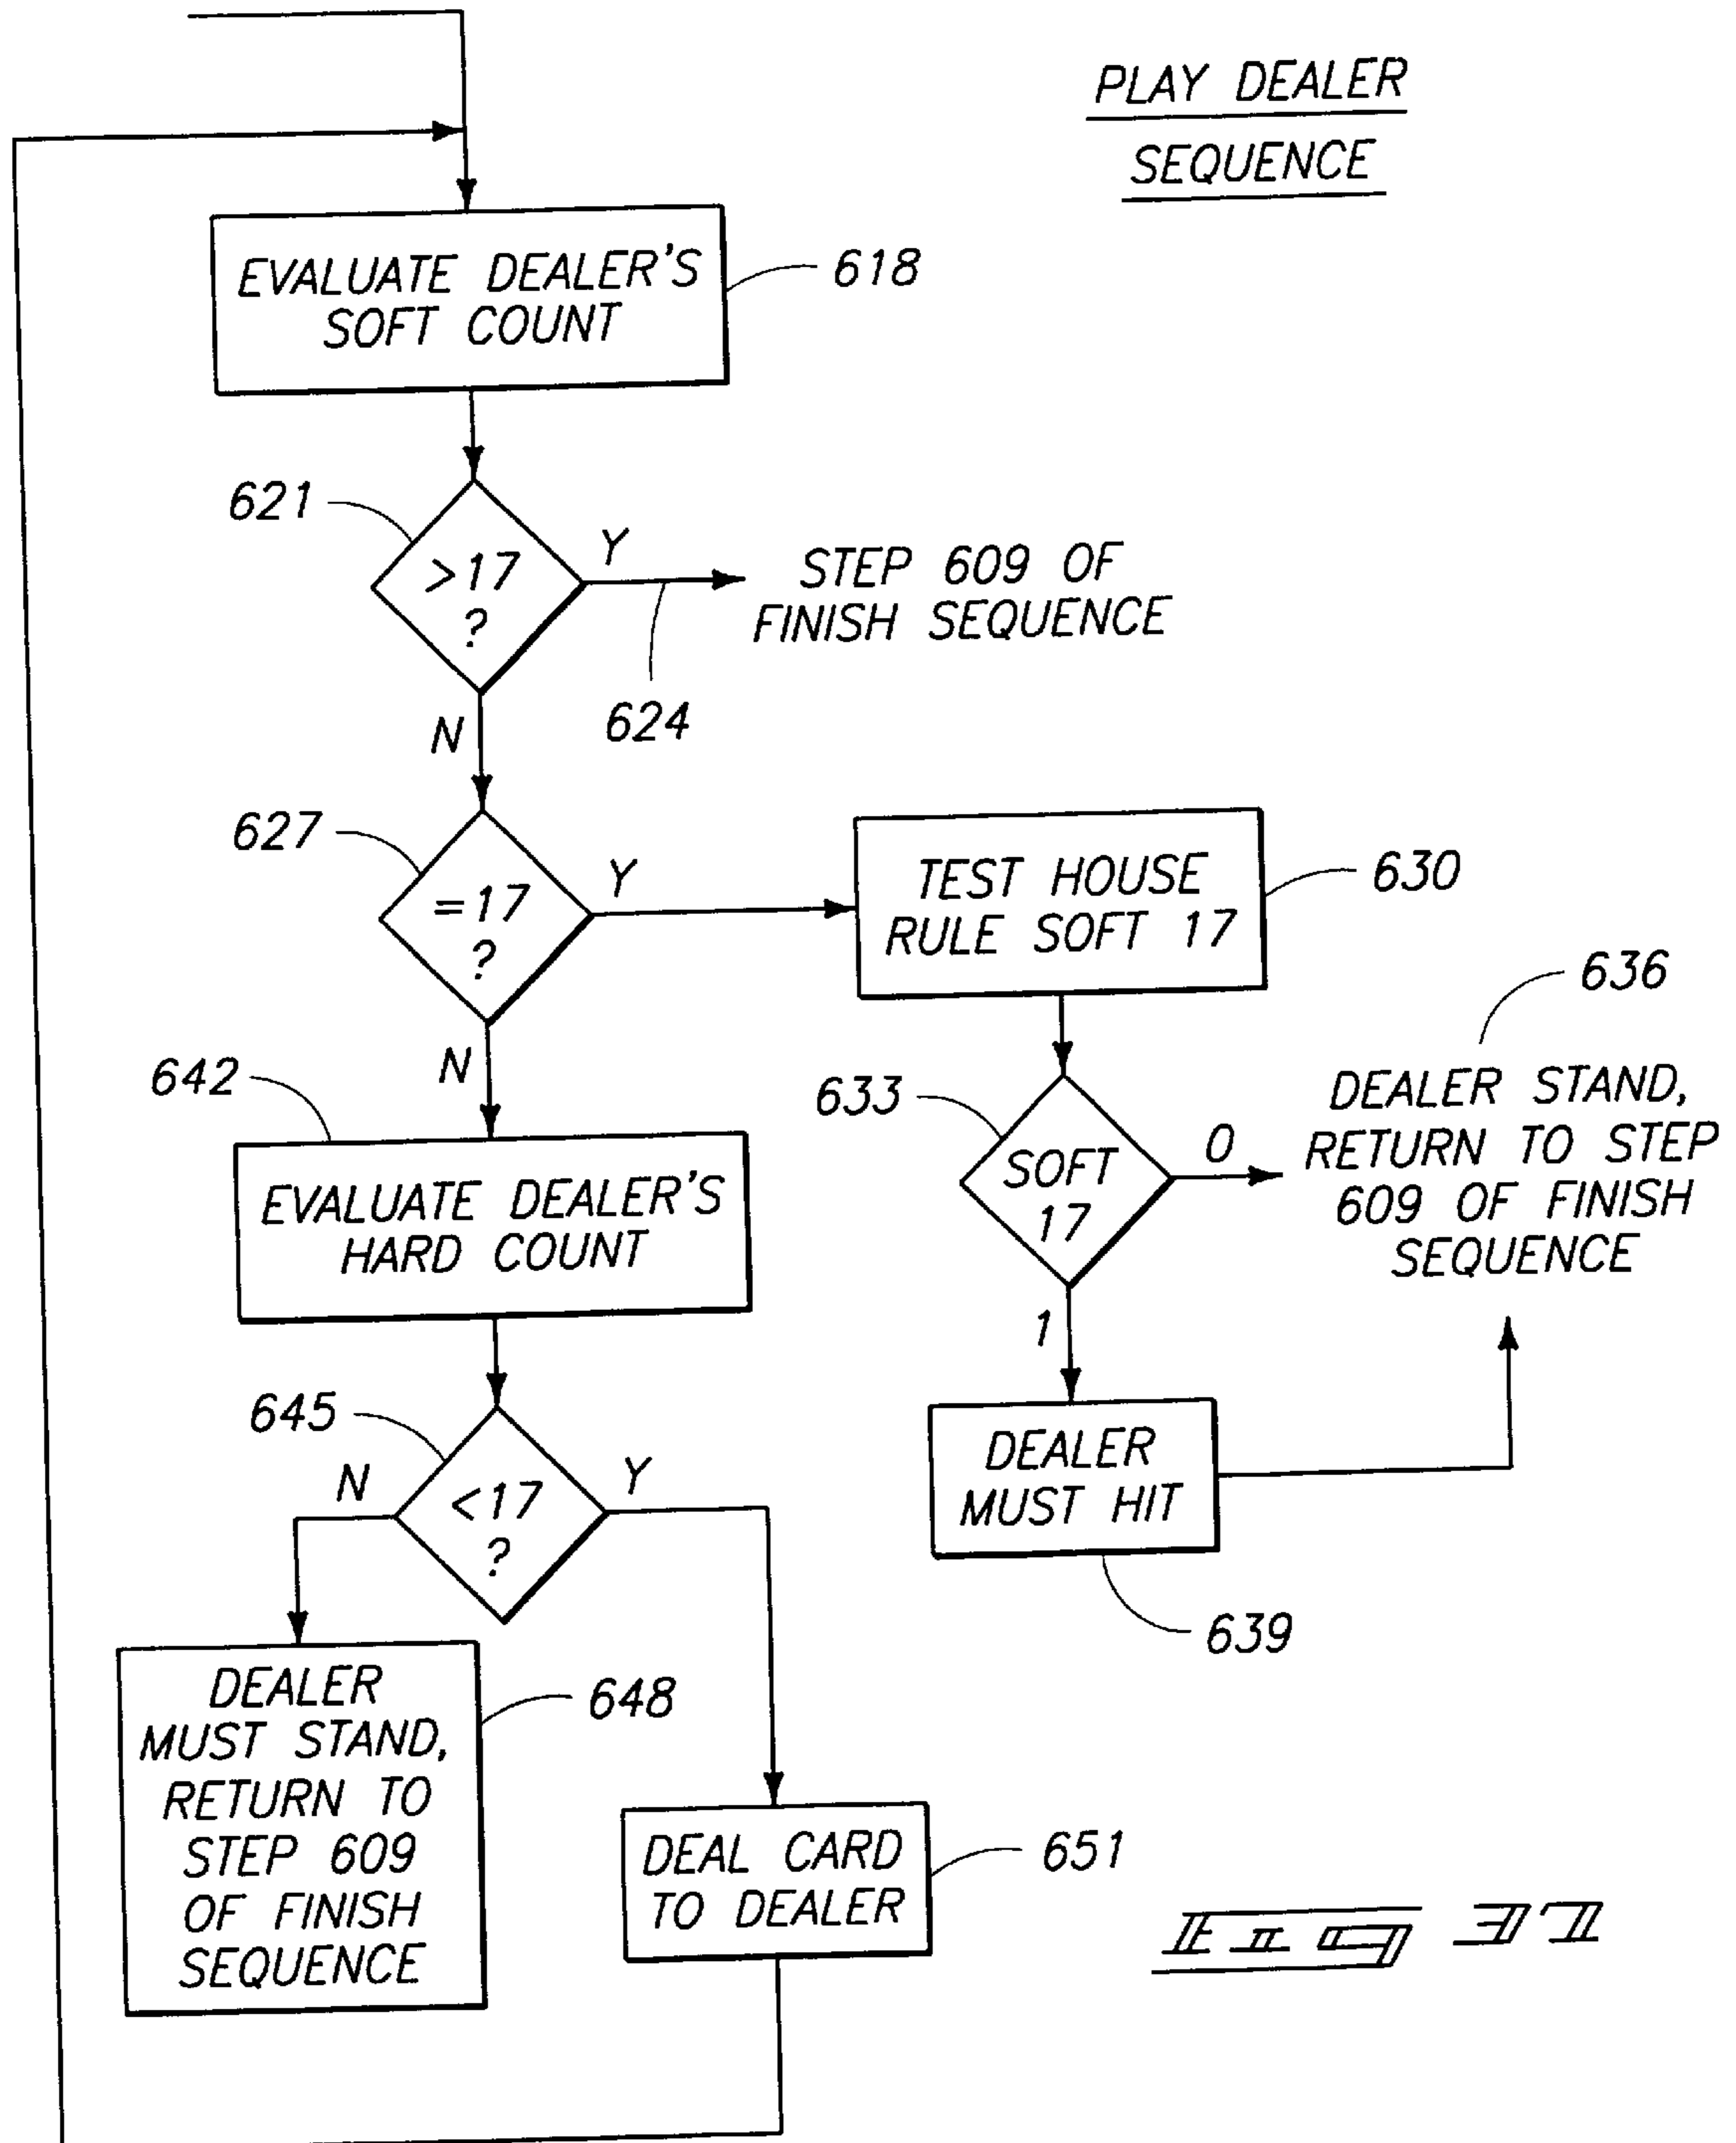 PLAY DEALER
SEQUENCE
EVALUATE DEALER'S
SOFT COUNT
618
621
>17
?
Y
STEP 609 OF
FINISH SEQUENCE
624
N
627
=17
?
Y
TEST HOUSE
RULE SOFT 17
630
636
N
642
633
SOFT
17
0
DEALER STAND,
RETURN TO STEP
609 OF FINISH
SEQUENCE
EVALUATE DEALER'S
HARD COUNT
1
645
N
<17
?
Y
DEALER
MUST HIT
639
DEALER
MUST STAND,
RETURN TO
STEP 609
OF FINISH
SEQUENCE
648
DEAL CARD
TO DEALER
651
Fig 37